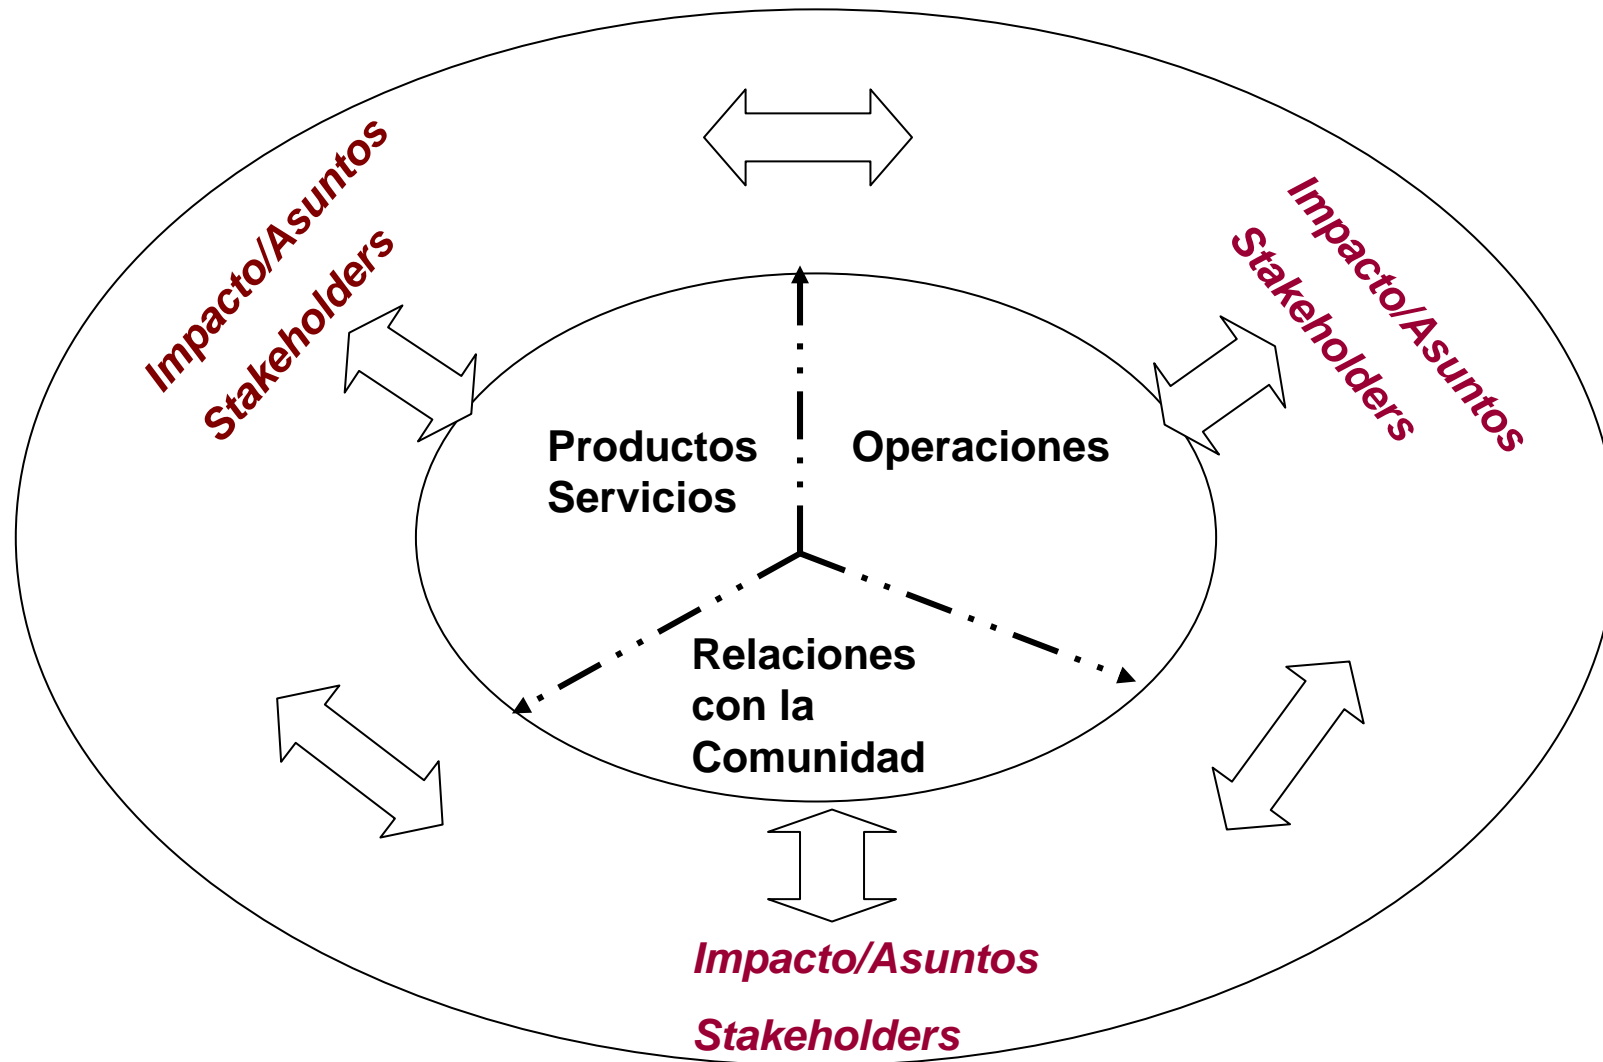 Impacto/Asuntos
Stakeholders
Impacto/Asuntos
Stakeholders
Productos
Servicios
Operaciones
Relaciones
con la
Comunidad
Impacto/Asuntos
Stakeholders